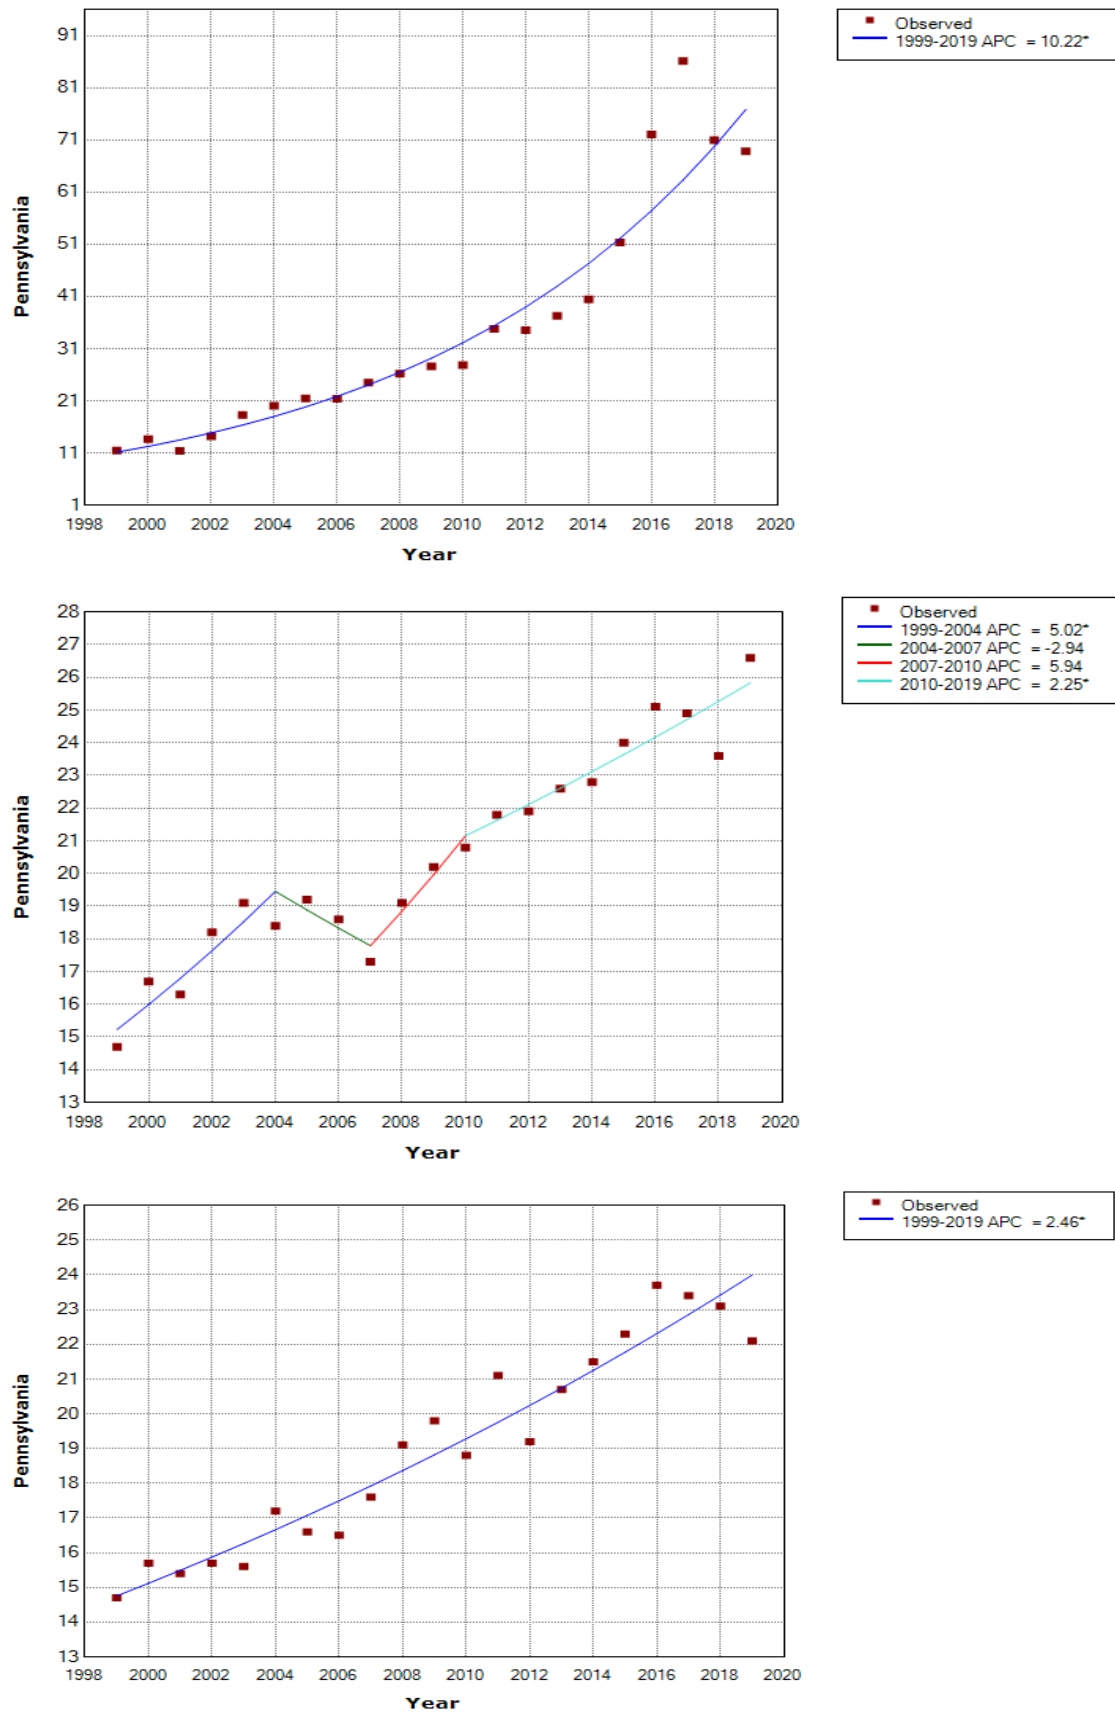 91
81
71
61
51
41
31
21
11
1
Pennsylvania
1998 2000 2002 2004 2006 2008 2010 2012 2014 2016 2018 2020
Year
Observed
1999-2019 APC = 10.22*
28
27
26
25
24
23
22
21
20
19
18
17
16
15
14
13
Pennsylvania
1998 2000 2002 2004 2006 2008 2010 2012 2014 2016 2018 2020
Year
Observed
1999-2004 APC = 5.02*
2004-2007 APC = -2.94
2007-2010 APC = 5.94
2010-2019 APC = 2.25*
26
25
24
23
22
21
20
19
18
17
16
15
14
13
Pennsylvania
1998 2000 2002 2004 2006 2008 2010 2012 2014 2016 2018 2020
Year
Observed
1999-2019 APC = 2.46*